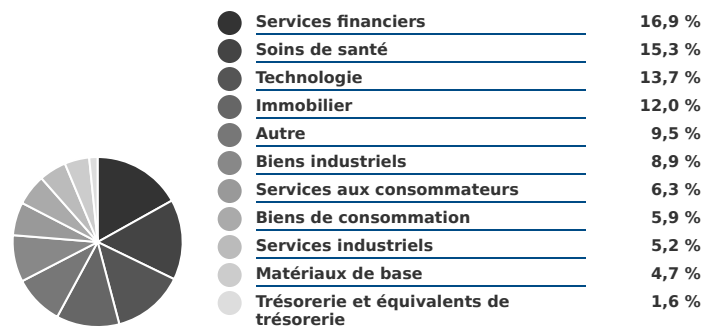 Services financiers 16,9 %
Soins de santé 15,3 %
Technologie 13,7 %
Immobilier 12,0 %
Autre 9,5 %
Biens industriels 8,9 %
Services aux consommateurs 6,3 %
Biens de consommation 5,9 %
Services industriels 5,2 %
Matériaux de base 4,7 %
Trésorerie et équivalents de 1,6 %
trésorerie